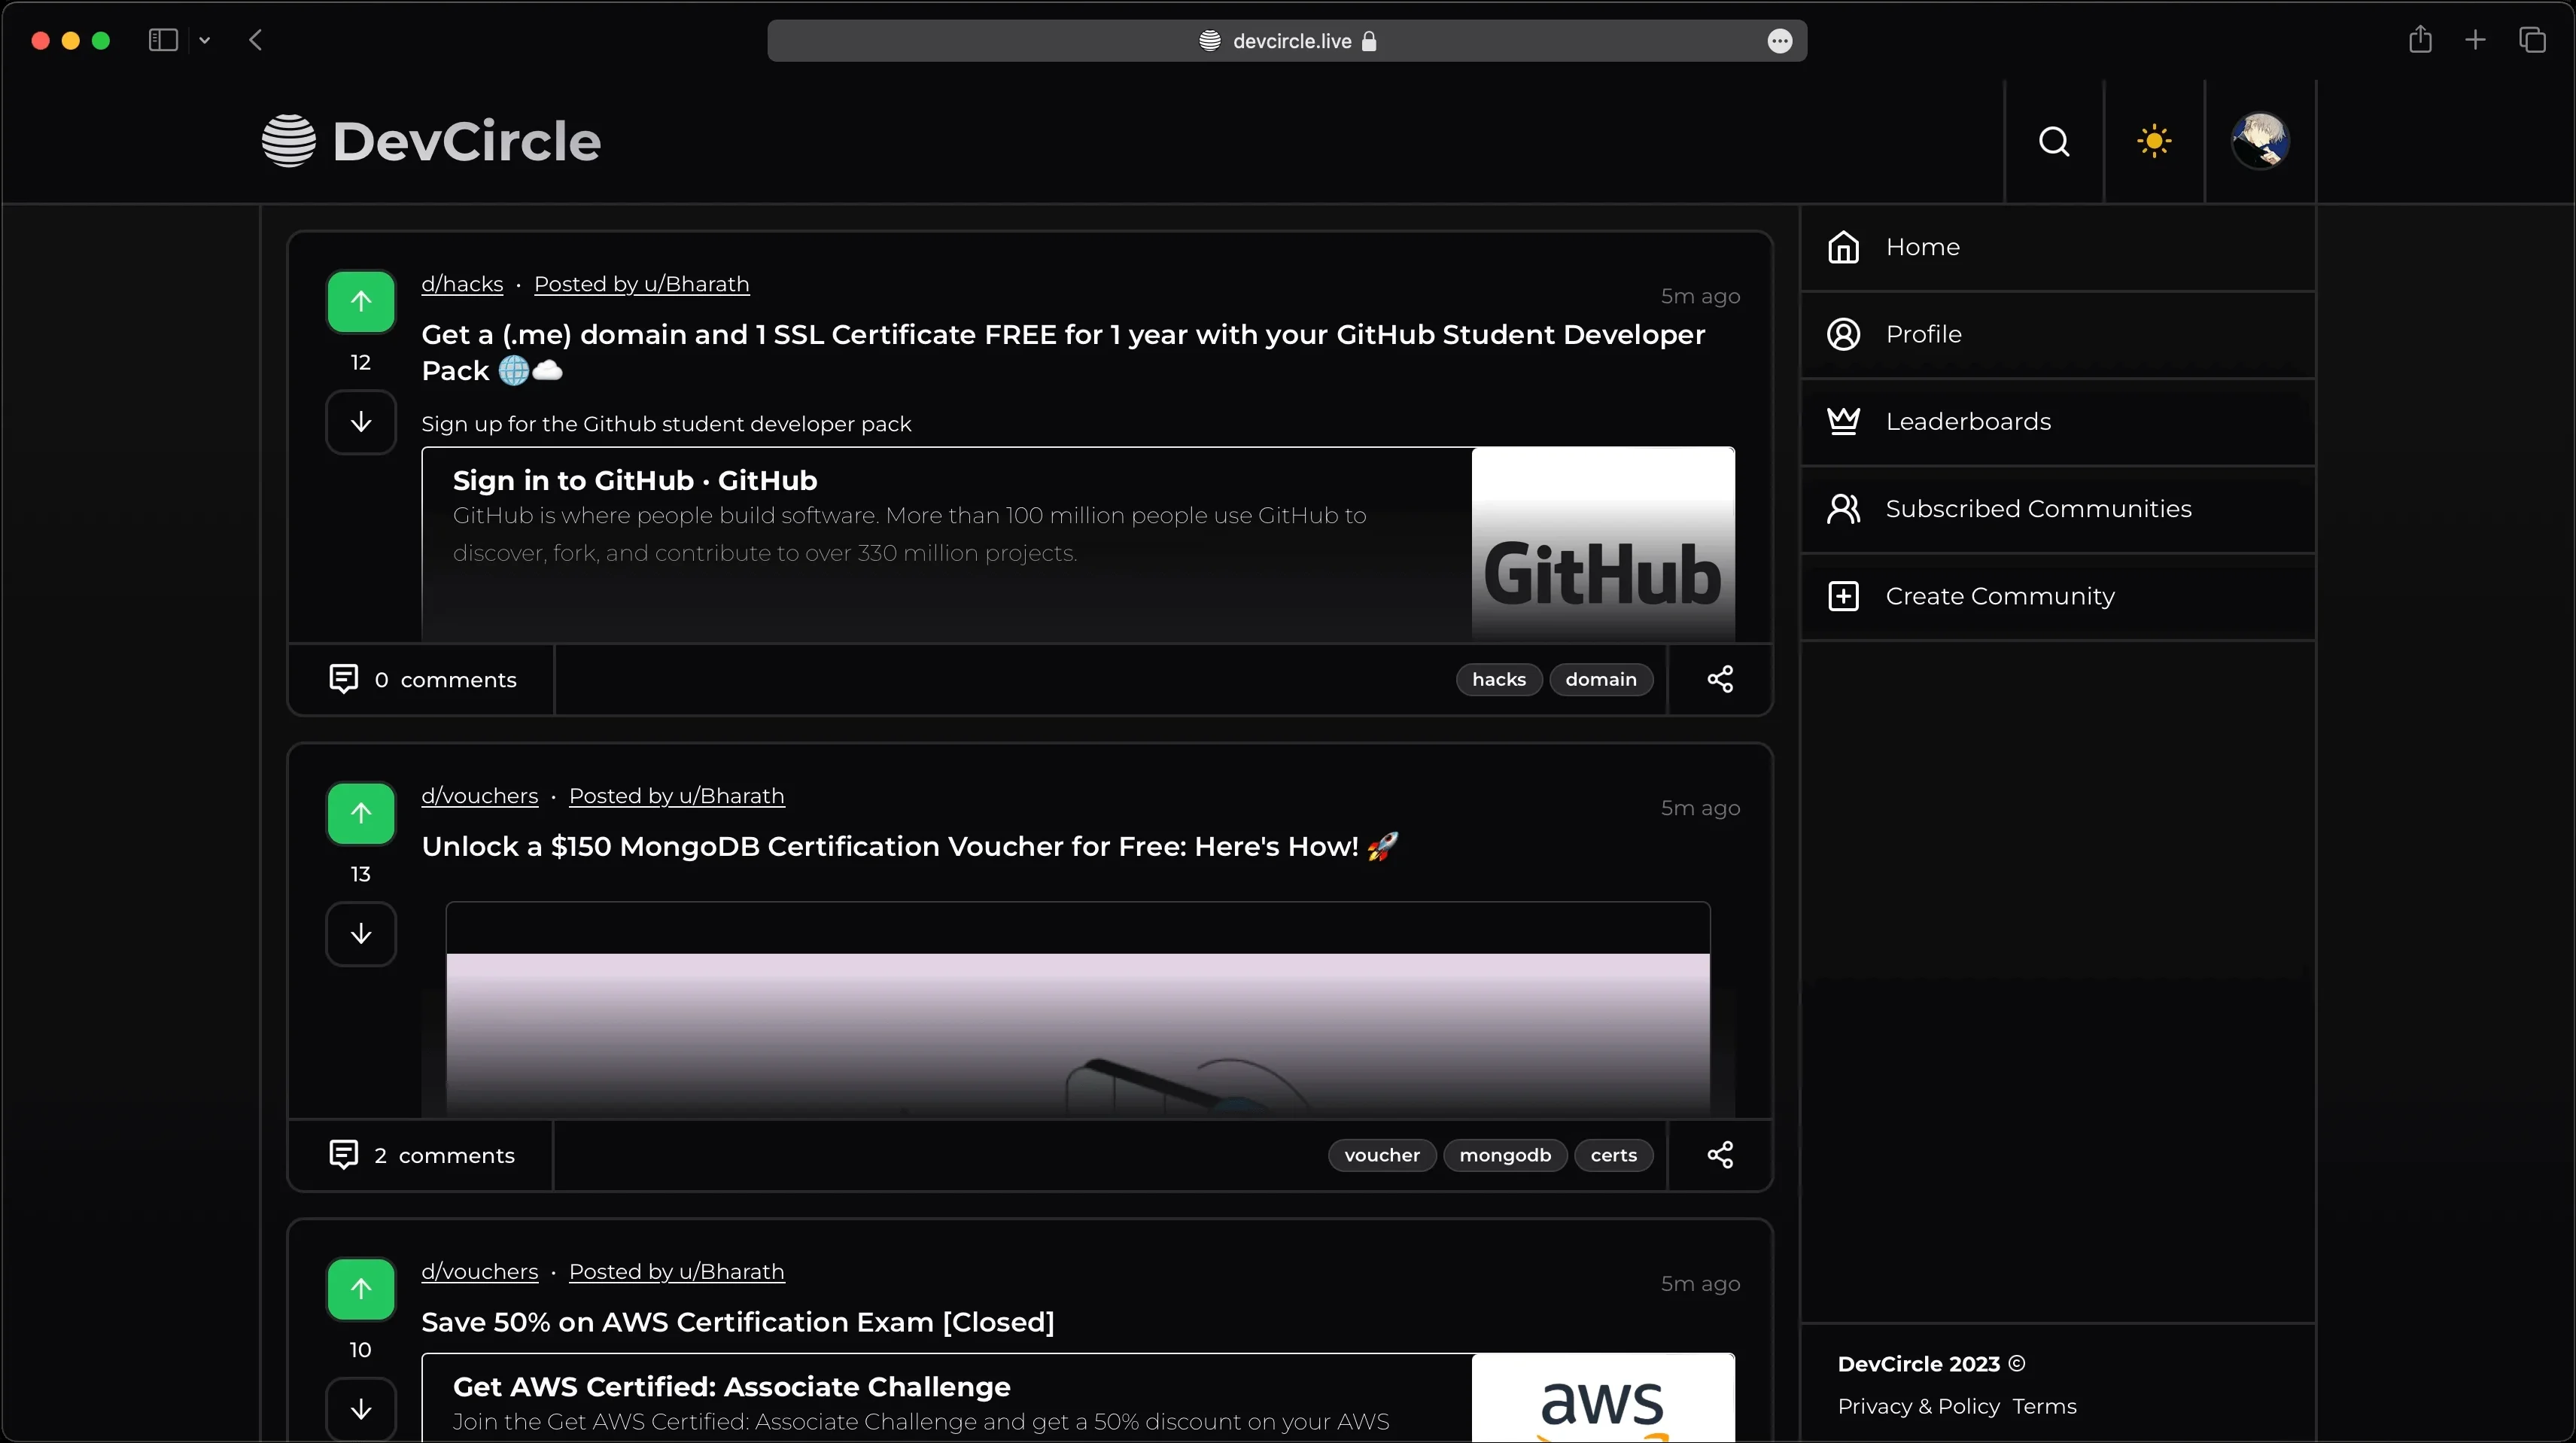 devcircle.live
DevCircle
d/hacks · Posted by u/Bharath
5m ago
Get a (.me) domain and 1 SSL Certificate FREE for 1 year with your GitHub Student Developer
Pack 🌐☁️
12
Sign up for the Github student developer pack
Sign in to GitHub · GitHub
GitHub is where people build software. More than 100 million people use GitHub to
discover, fork, and contribute to over 330 million projects.
GitHub
0 comments
hacks domain
d/vouchers · Posted by u/Bharath
5m ago
Unlock a $150 MongoDB Certification Voucher for Free: Here's How! 🚀
13
2 comments
voucher mongodb certs
d/vouchers · Posted by u/Bharath
5m ago
Save 50% on AWS Certification Exam [Closed]
10
Get AWS Certified: Associate Challenge
Join the Get AWS Certified: Associate Challenge and get a 50% discount on your AWS
aws
Home
Profile
Leaderboards
Subscribed Communities
Create Community
DevCircle 2023 ©
Privacy & Policy Terms